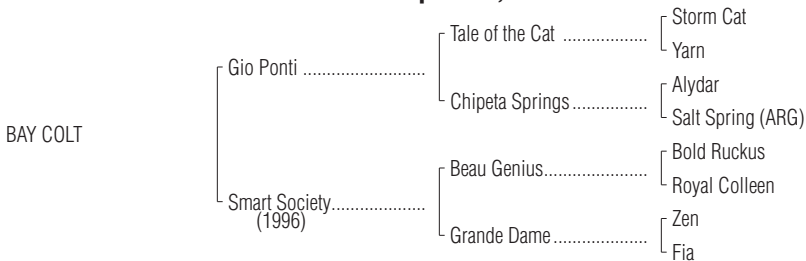 Storm Cat
Tale of the Cat ..................
Yarn
Gio Ponti ..........................
Alydar
Chipeta Springs................
Salt Spring (ARG)
BAY COLT
Bold Ruckus
Beau Genius......................
Royal Colleen
Smart Society....................
(1996)
Zen
Grande Dame....................
Fia